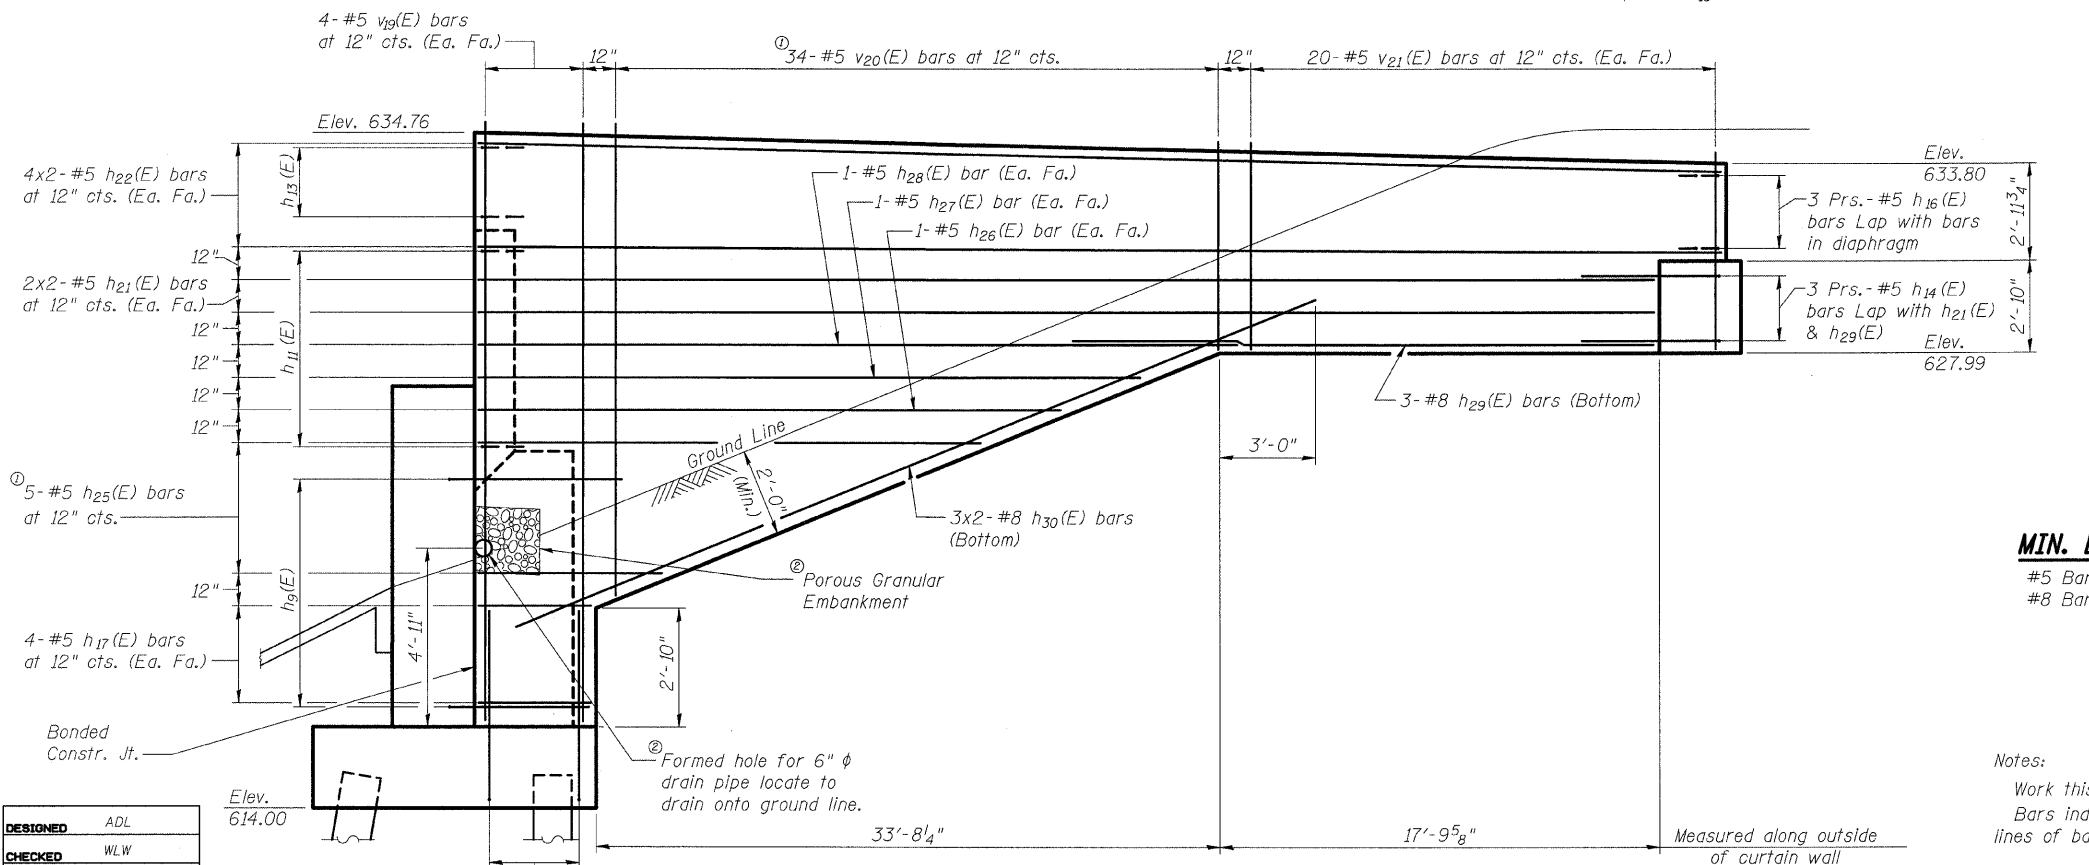 4-#5 v19(E) bars
at 12" cts. (Ea. Fa.)
12"
① 34-#5 v20(E) bars at 12" cts.
12"
20-#5 v21(E) bars at 12" cts. (Ea. Fa.)
Elev. 634.76
4x2-#5 h22(E) bars
at 12" cts. (Ea. Fa.)
h13(E)
1-#5 h28(E) bar (Ea. Fa.)
1-#5 h27(E) bar (Ea. Fa.)
1-#5 h26(E) bar (Ea. Fa.)
Elev.
633.80
3 Prs.-#5 h16(E)
bars Lap with bars
in diaphragm
2'-11¾"
12"
2x2-#5 h21(E) bars
at 12" cts. (Ea. Fa.)
12"
12"
12"
12"
h11(E)
3 Prs.-#5 h14(E)
bars Lap with h21(E)
& h29(E)
2'-10"
Elev.
627.99
3-#8 h29(E) bars (Bottom)
3'-0"
Ground Line
2'-0"
(Min.)
① 5-#5 h25(E) bars
at 12" cts.
3x2-#8 h30(E) bars
(Bottom)
MIN.
#5 Bar
#8 Bar
② Porous Granular
Embankment
12"
h9(E)
4'-11"
4-#5 h17(E) bars
at 12" cts. (Ea. Fa.)
2'-10"
Bonded
Constr. Jt.
② Formed hole for 6" ϕ
drain pipe locate to
drain onto ground line.
Elev.
614.00
33'-8¼"
17'-9⅝"
Measured along outside
of curtain wall
Notes:
Work this
Bars
lines of
DESIGNED ADL
CHECKED WLW